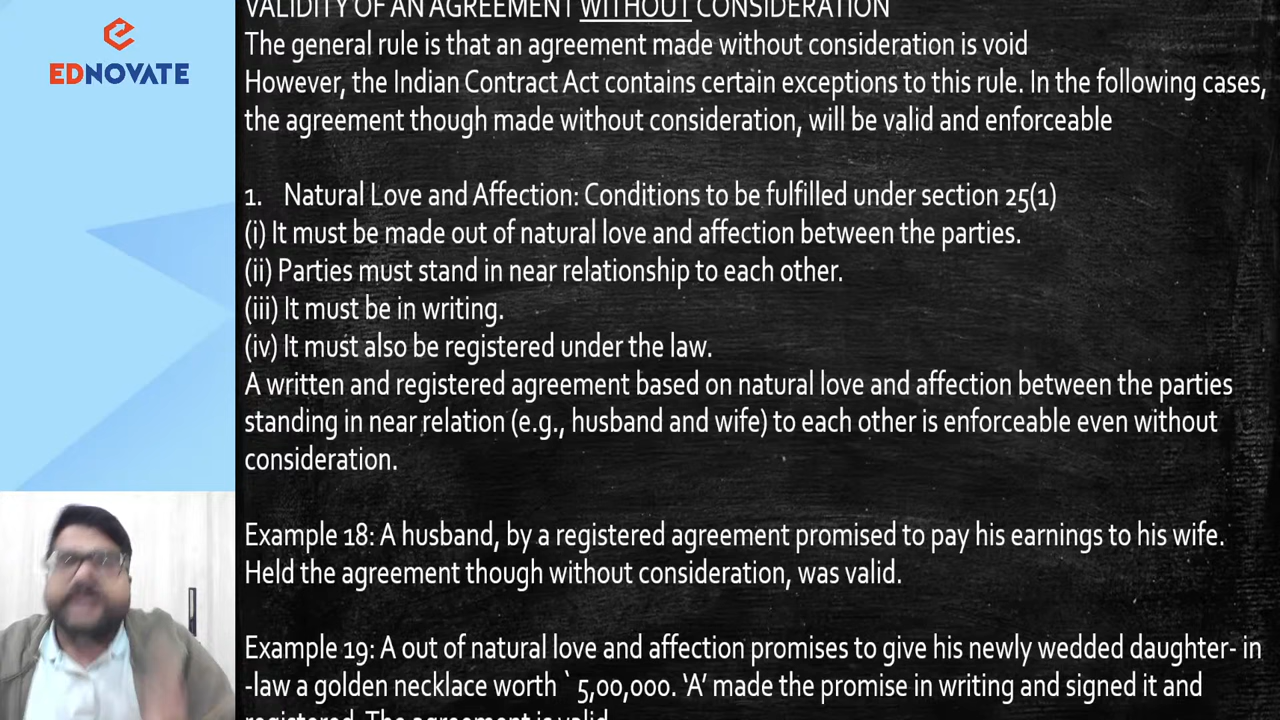 VALIDITY OF AN AGREEMENT WITHOUT CONSIDERATION
EDNOVATE
The general rule is that an agreement made without consideration is void
However, the Indian Contract Act contains certain exceptions to this rule. In the following cases,
the agreement though made without consideration, will be valid and enforceable
1. Natural Love and Affection: Conditions to be fulfilled under section 25(1)
(i) It must be made out of natural love and affection between the parties.
(ii) Parties must stand in near relationship to each other.
(iii) It must be in writing.
(iv) It must also be registered under the law.
A written and registered agreement based on natural love and affection between the parties
standing in near relation (e.g., husband and wife) to each other is enforceable even without
consideration.
Example 18: A husband, by a registered agreement promised to pay his earnings to his wife.
Held the agreement though without consideration, was valid.
Example 19: A out of natural love and affection promises to give his newly wedded daughter- in
-law a golden necklace worth ` 5,00,000. ‘A’ made the promise in writing and signed it and
registered. The agreement is valid.